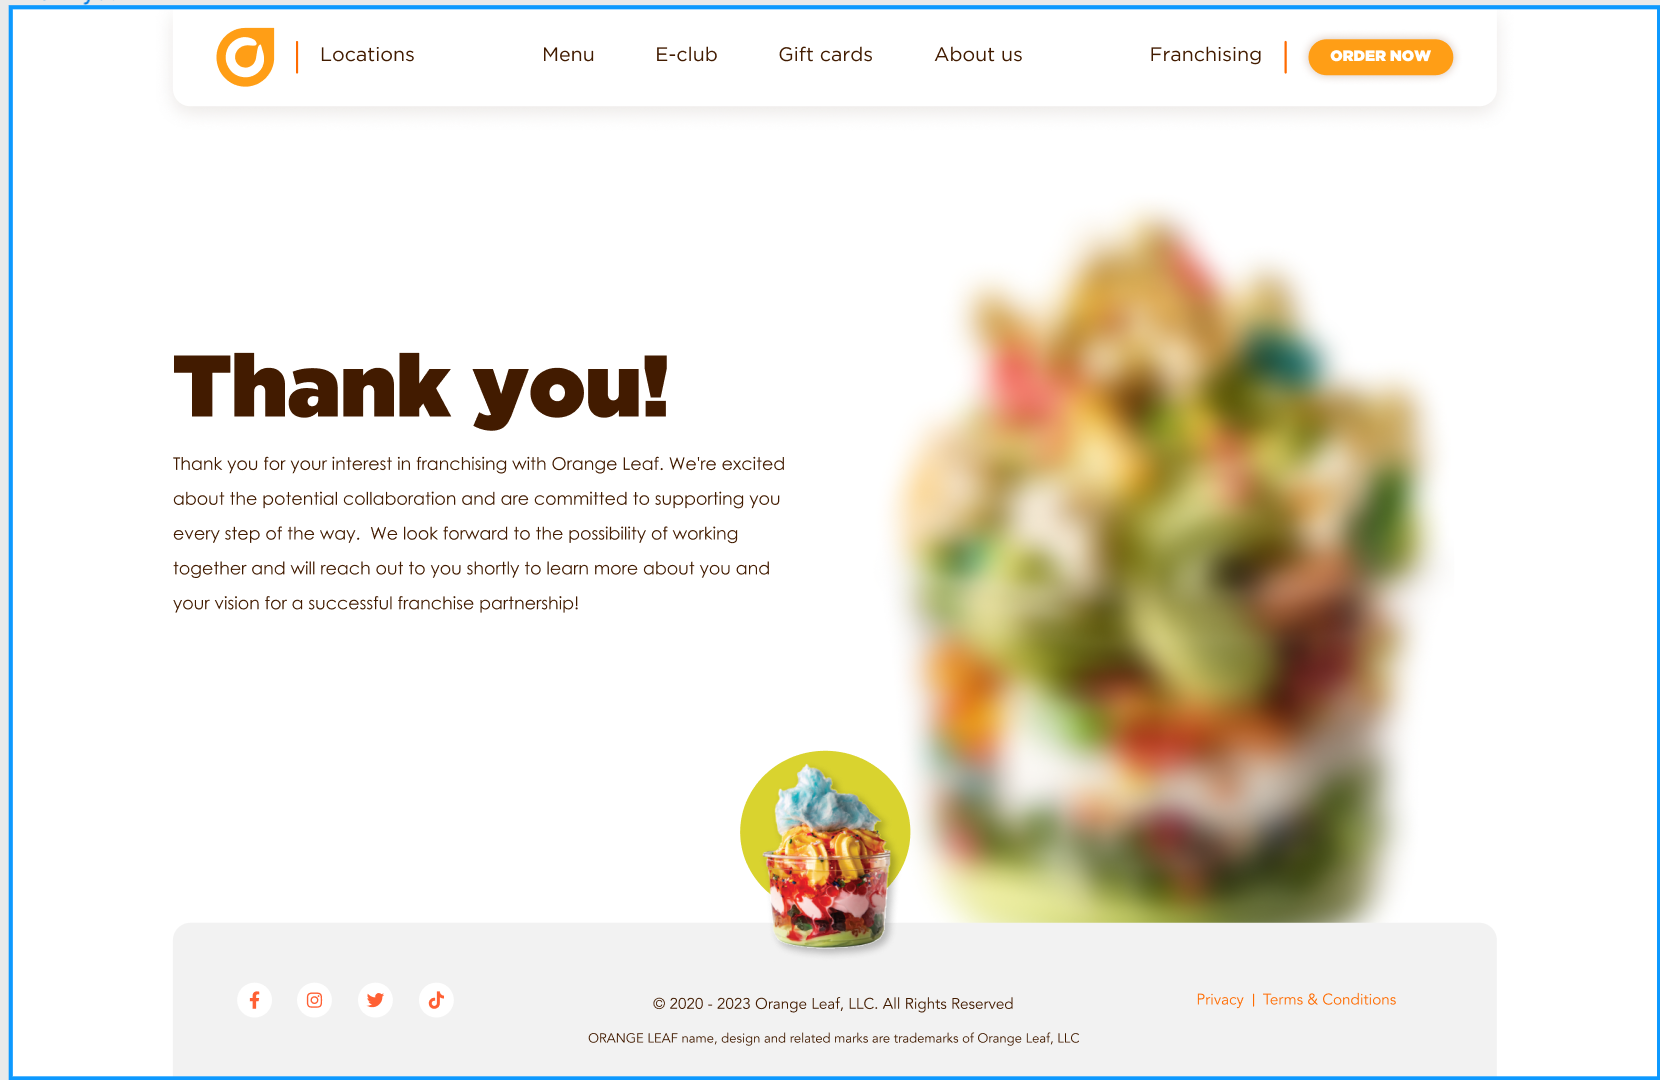 Locations
Menu
E-club
Gift cards
About us
Franchising
ORDER NOW
Thank you!
Thank you for your interest in franchising with Orange Leaf. We're excited
about the potential collaboration and are committed to supporting you
every step of the way.  We look forward to the possibility of working
together and will reach out to you shortly to learn more about you and
your vision for a successful franchise partnership!
© 2020 - 2023 Orange Leaf, LLC. All Rights Reserved
Privacy | Terms & Conditions
ORANGE LEAF name, design and related marks are trademarks of Orange Leaf, LLC